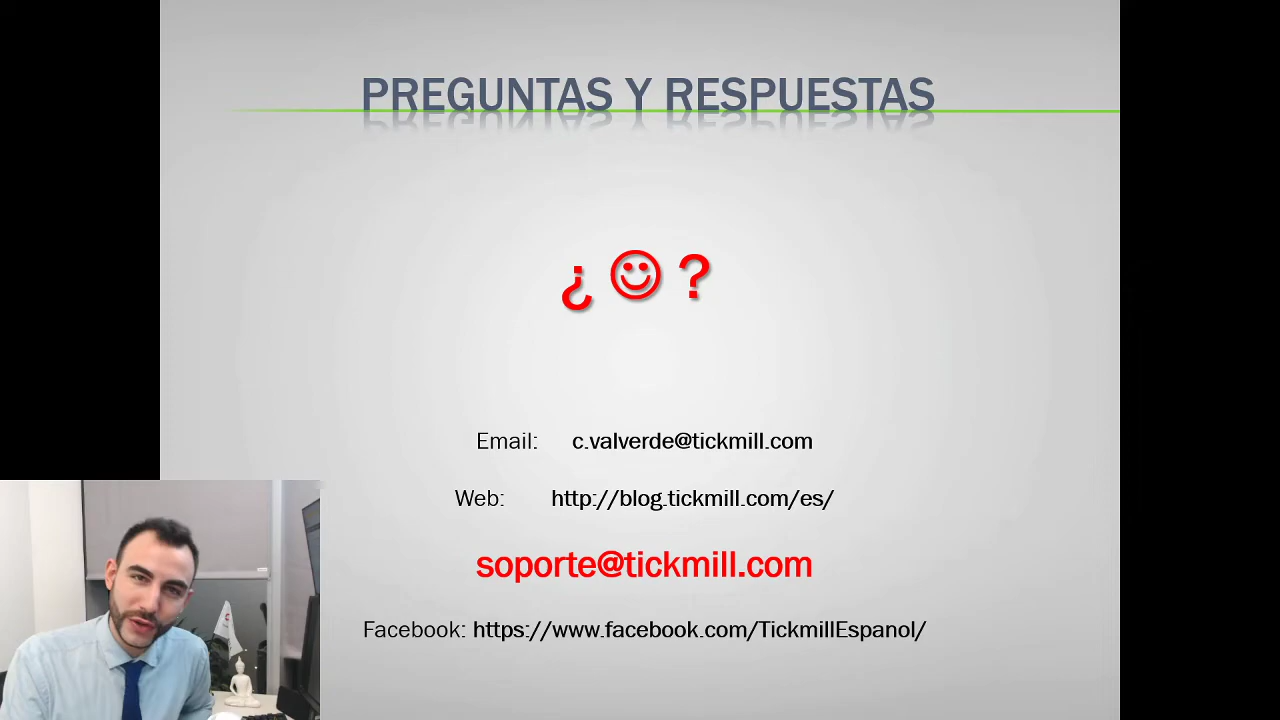 PREGUNTAS Y RESPUESTAS
¿☺?
Email: c.valverde@tickmill.com
Web: http://blog.tickmill.com/es/
soporte@tickmill.com
Facebook: https://www.facebook.com/TickmillEspanol/